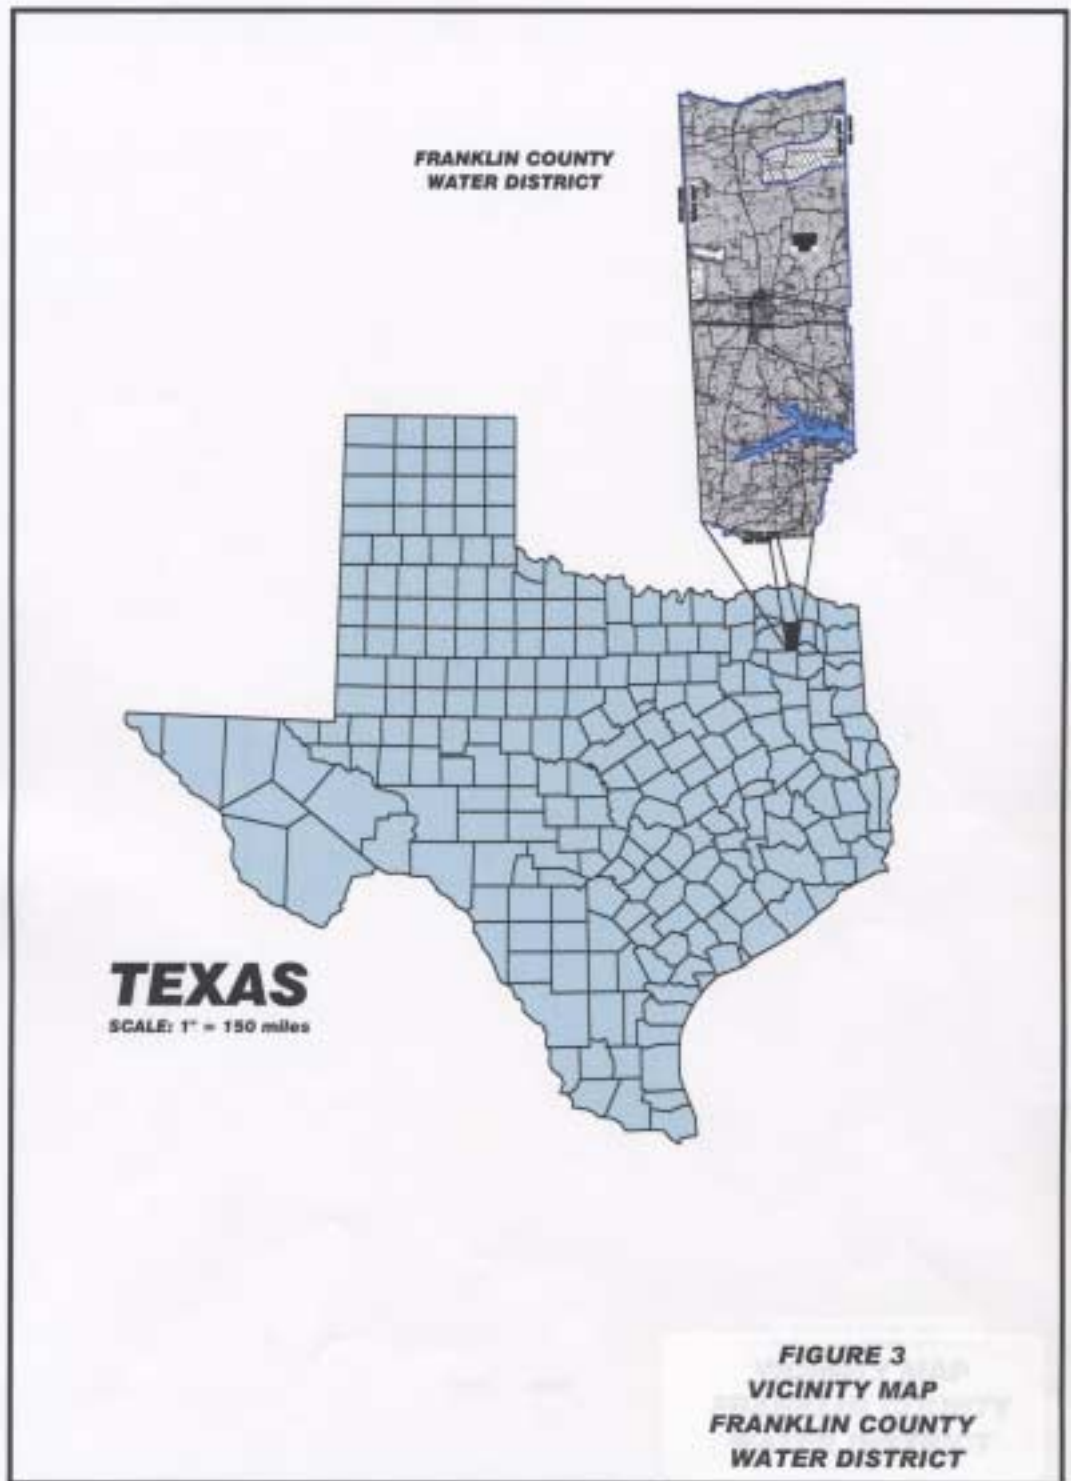 FRANKLIN COUNTY
WATER DISTRICT
TEXAS
SCALE: 1" = 150 miles
FIGURE 3
VICINITY MAP
FRANKLIN COUNTY
WATER DISTRICT